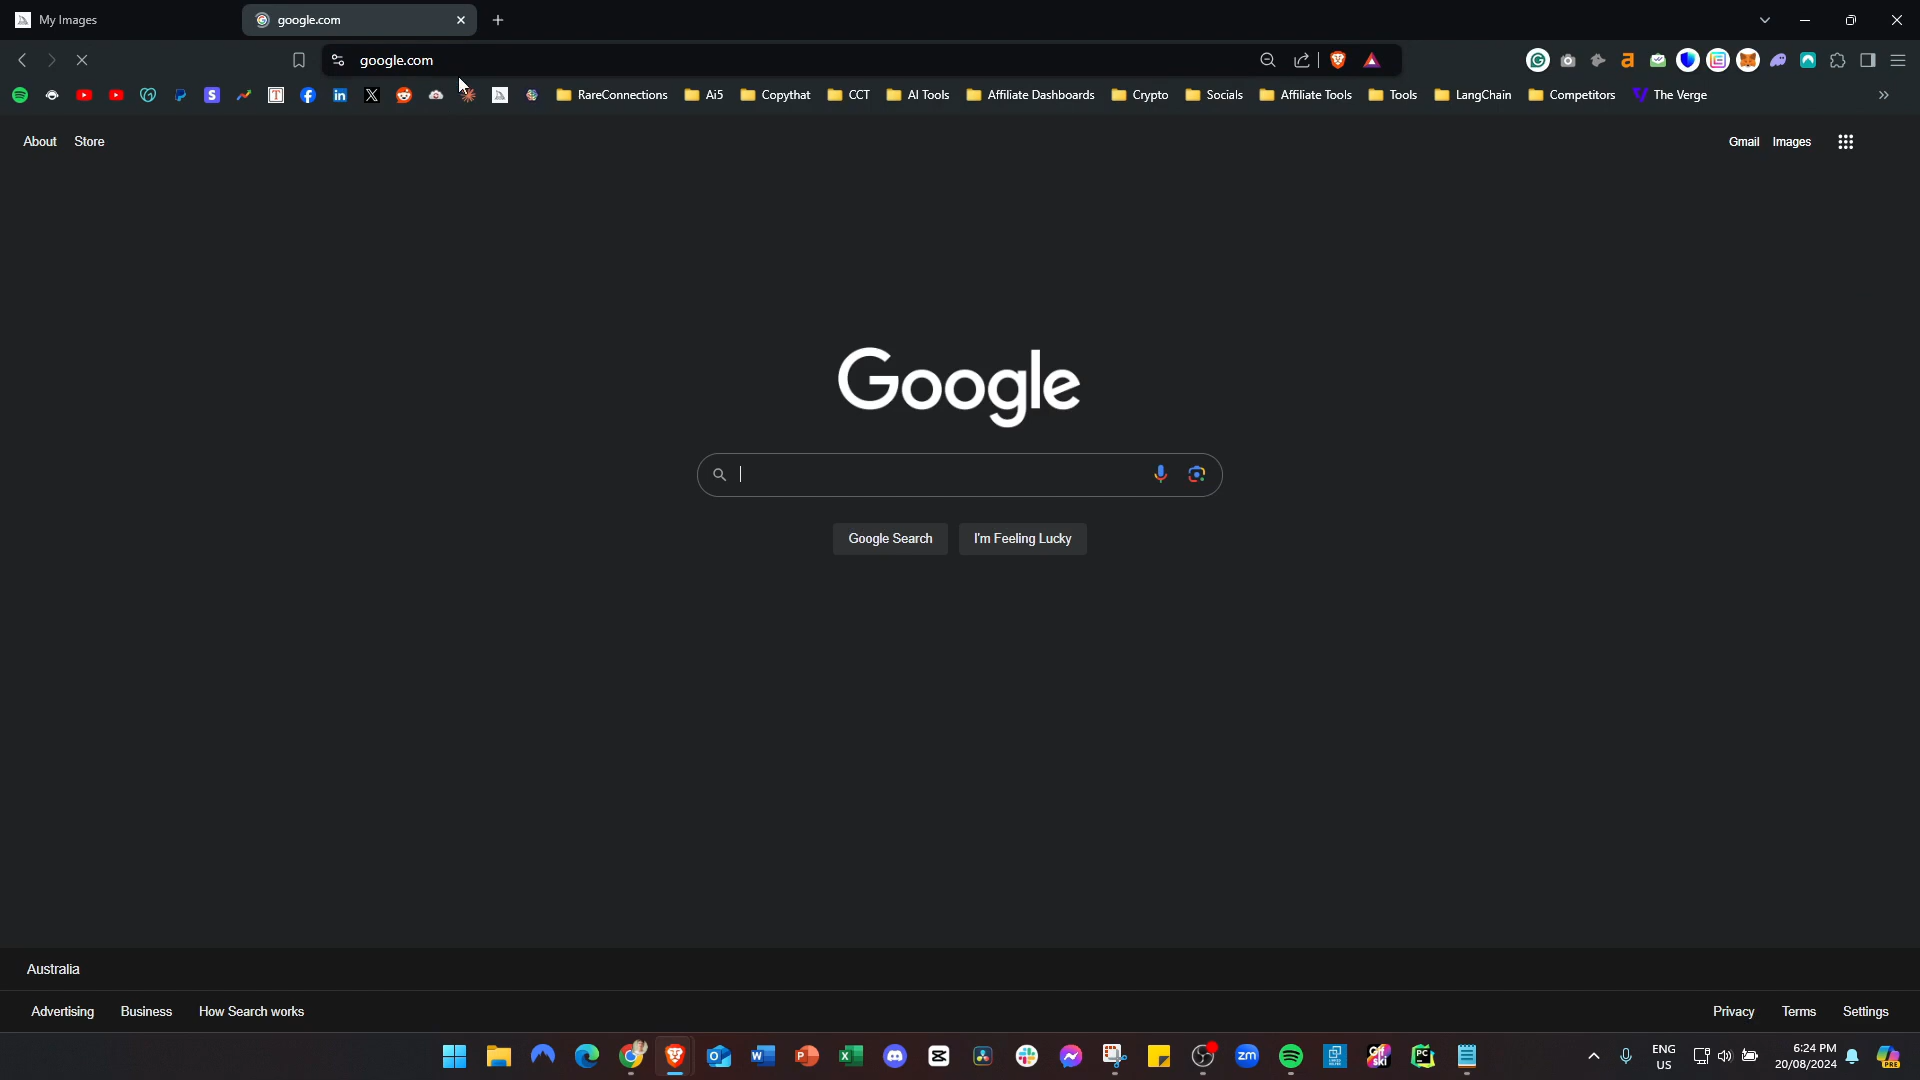 My Images
google.com
google.com
RareConnections Ai5 Copythat CCT AI Tools Affiliate Dashboards Crypto Socials Affiliate Tools Tools LangChain Competitors The Verge
About Store Gmail Images
Google
Google Search I'm Feeling Lucky
Australia
Advertising Business How Search works Privacy Terms Settings
ENG
US
6:24 PM
20/08/2024